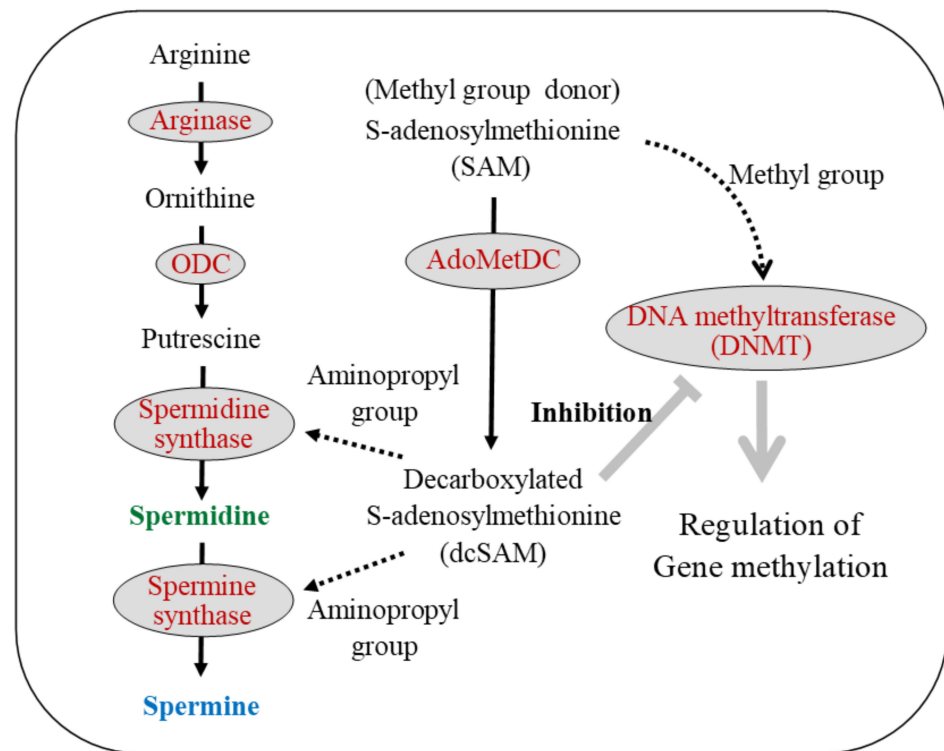 Arginine
Arginase
Ornithine
ODC
Putrescine
Spermidine
synthase
Spermidine
Spermine
synthase
Spermine
(Methyl group donor)
S-adenosylmethionine
(SAM)
AdoMetDC
Aminopropyl
group
Decarboxylated
S-adenosylmethionine
(dcSAM)
Aminopropyl
group
Inhibition
Methyl group
DNA methyltransferase
(DNMT)
Regulation of
Gene methylation